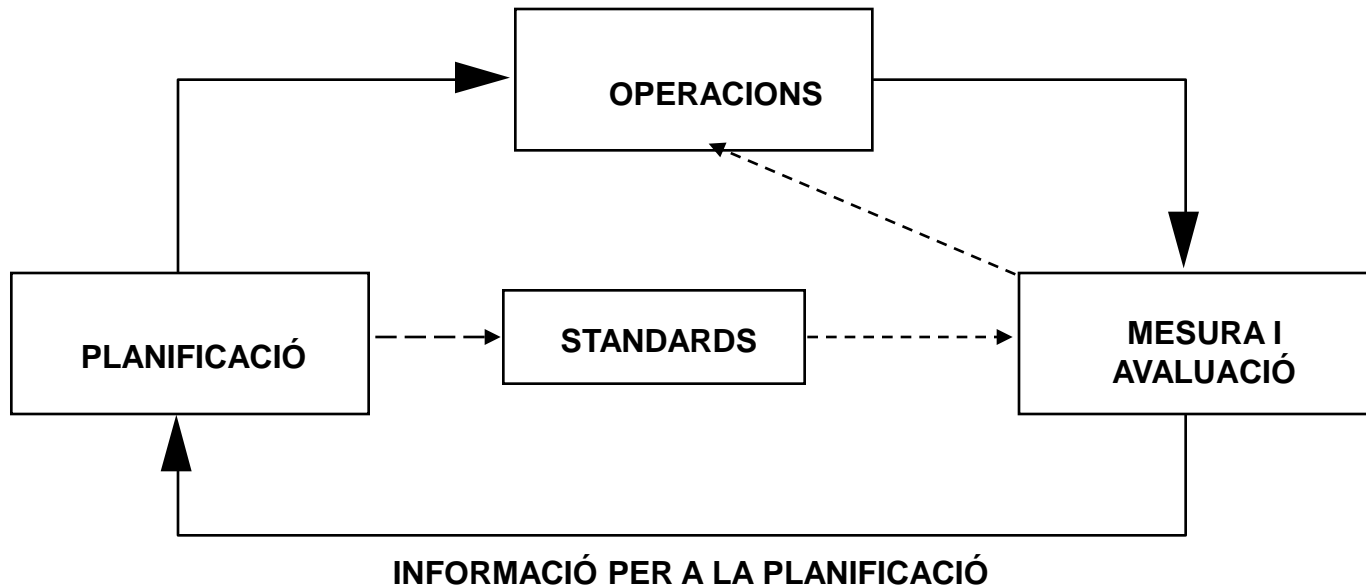 OPERACIONS
PLANIFICACIÓ
STANDARDS
MESURA I
AVALUACIÓ
INFORMACIÓ PER A LA PLANIFICACIÓ